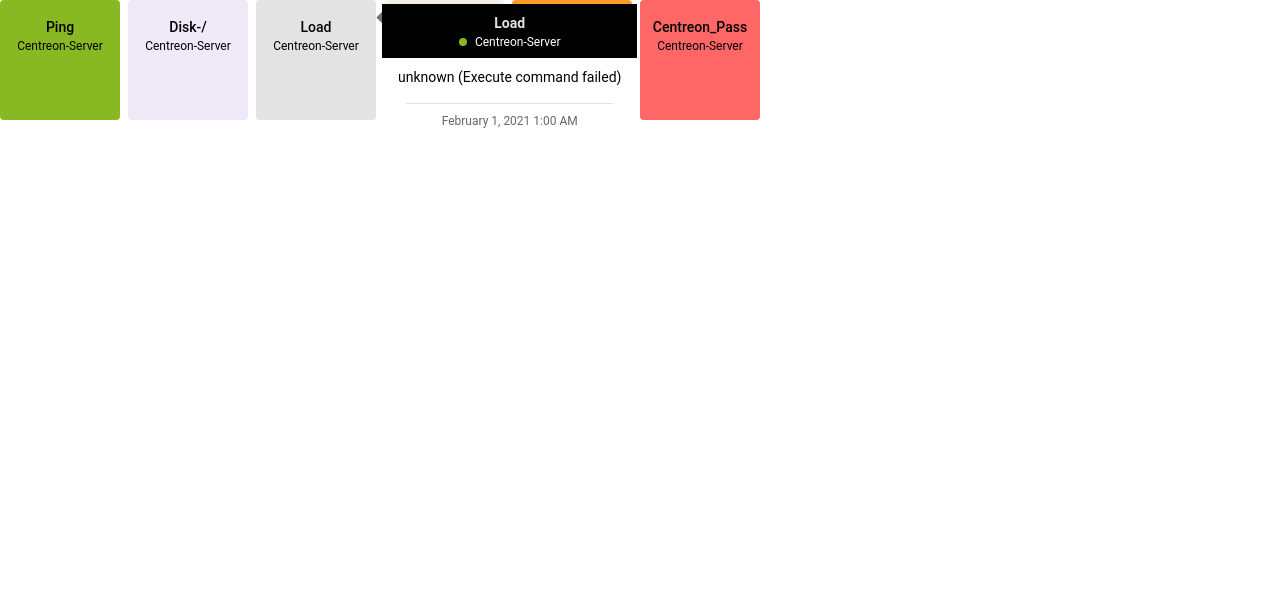 Ping
Centreon-Server
Disk-/
Centreon-Server
Load
Centreon-Server
Load
Centreon-Server
unknown (Execute command failed)
February 1, 2021 1:00 AM
Centreon_Pass
Centreon-Server